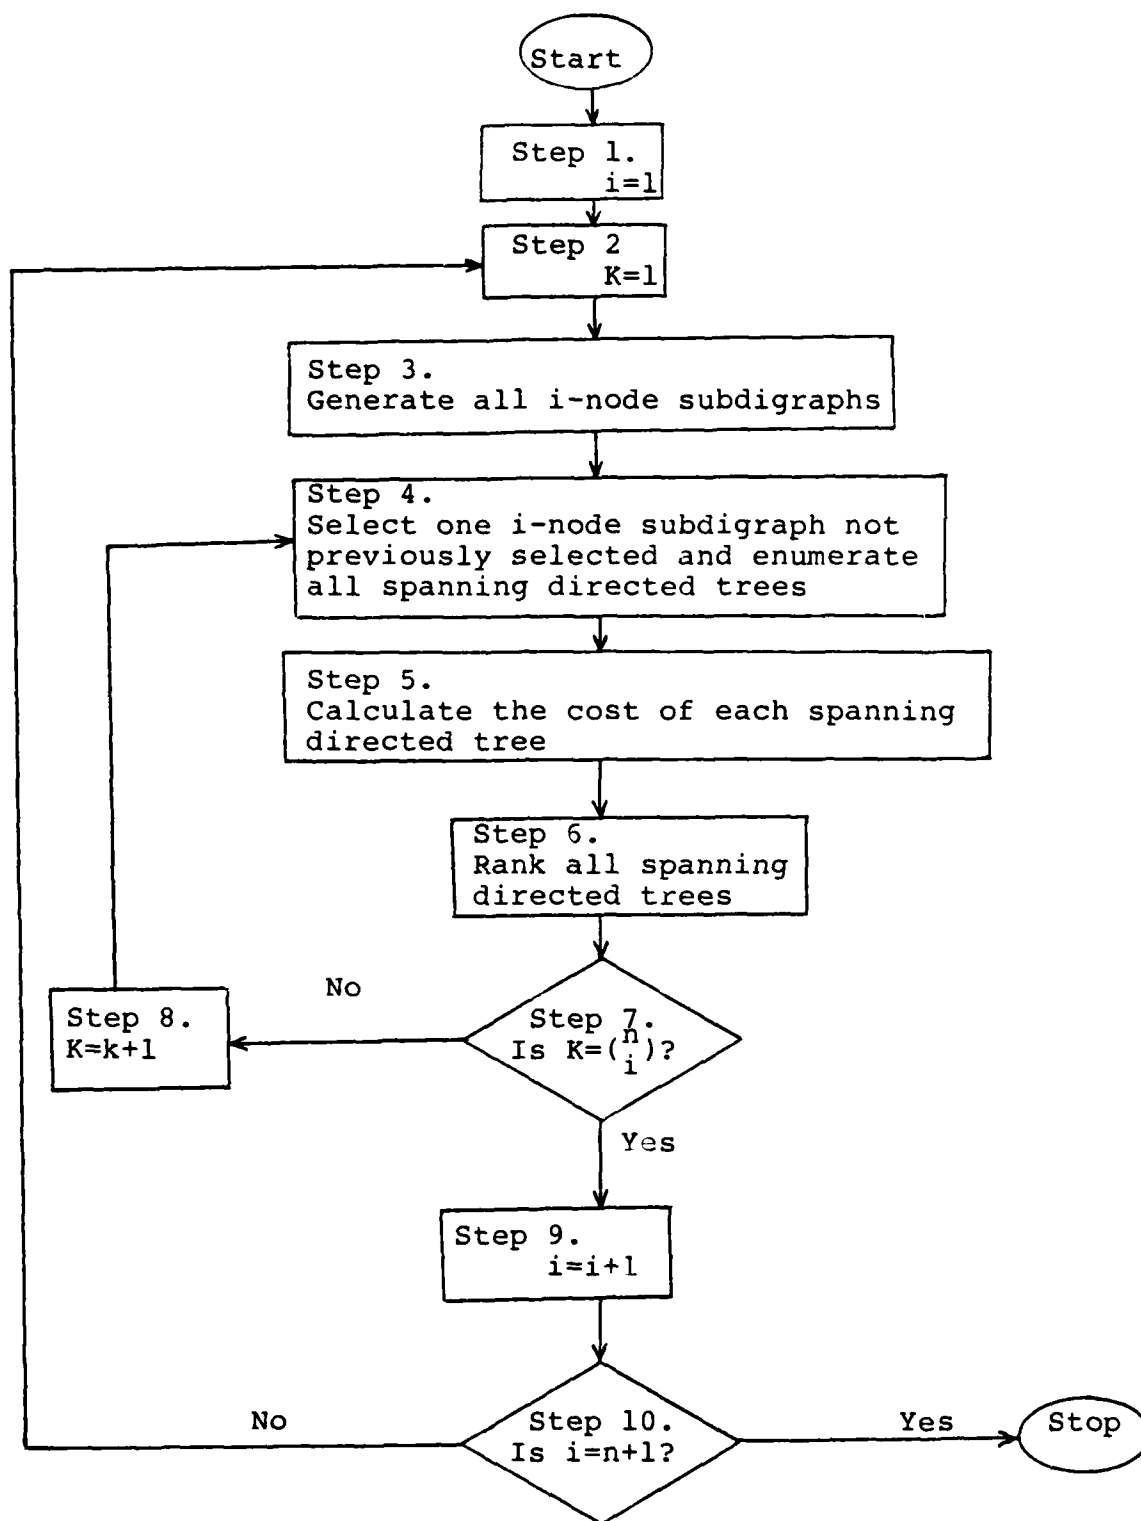 Start
Step 1.
i=1
Step 2
K=1
Step 3.
Generate all i-node subdigraphs
Step 4.
Select one i-node subdigraph not
previously selected and enumerate
all spanning directed trees
Step 5.
Calculate the cost of each spanning
directed tree
Step 6.
Rank all spanning
directed trees
No
Step 7.
Is K=(n i)?
Step 8.
K=k+1
Yes
Step 9.
i=i+1
No
Step 10.
Is i=n+1?
Yes
Stop